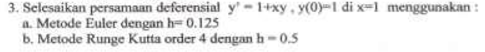 3. Selesaikan persamaan deferensial y' = 1+xy , y(0)=1 di x=1 menggunakan :
a. Metode Euler dengan h= 0.125
b. Metode Runge Kutta order 4 dengan h = 0.5